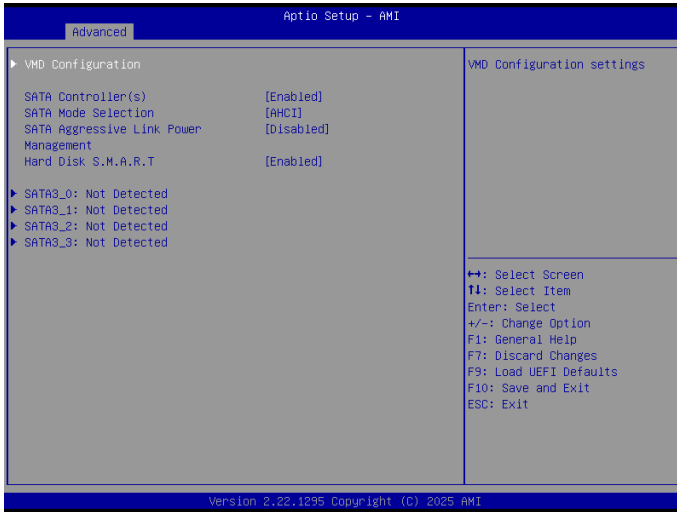 Aptio Setup - AMI
Advanced
▶ VMD Configuration
SATA Controller(s) [Enabled]
SATA Mode Selection [AHCI]
SATA Aggressive Link Power [Disabled]
Management
Hard Disk S.M.A.R.T [Enabled]
▶ SATA3_0: Not Detected
▶ SATA3_1: Not Detected
▶ SATA3_2: Not Detected
▶ SATA3_3: Not Detected
VMD Configuration settings
↔: Select Screen
↑↓: Select Item
Enter: Select
+/-: Change Option
F1: General Help
F7: Discard Changes
F9: Load UEFI Defaults
F10: Save and Exit
ESC: Exit
Version 2.22.1295 Copyright (C) 2025 AMI